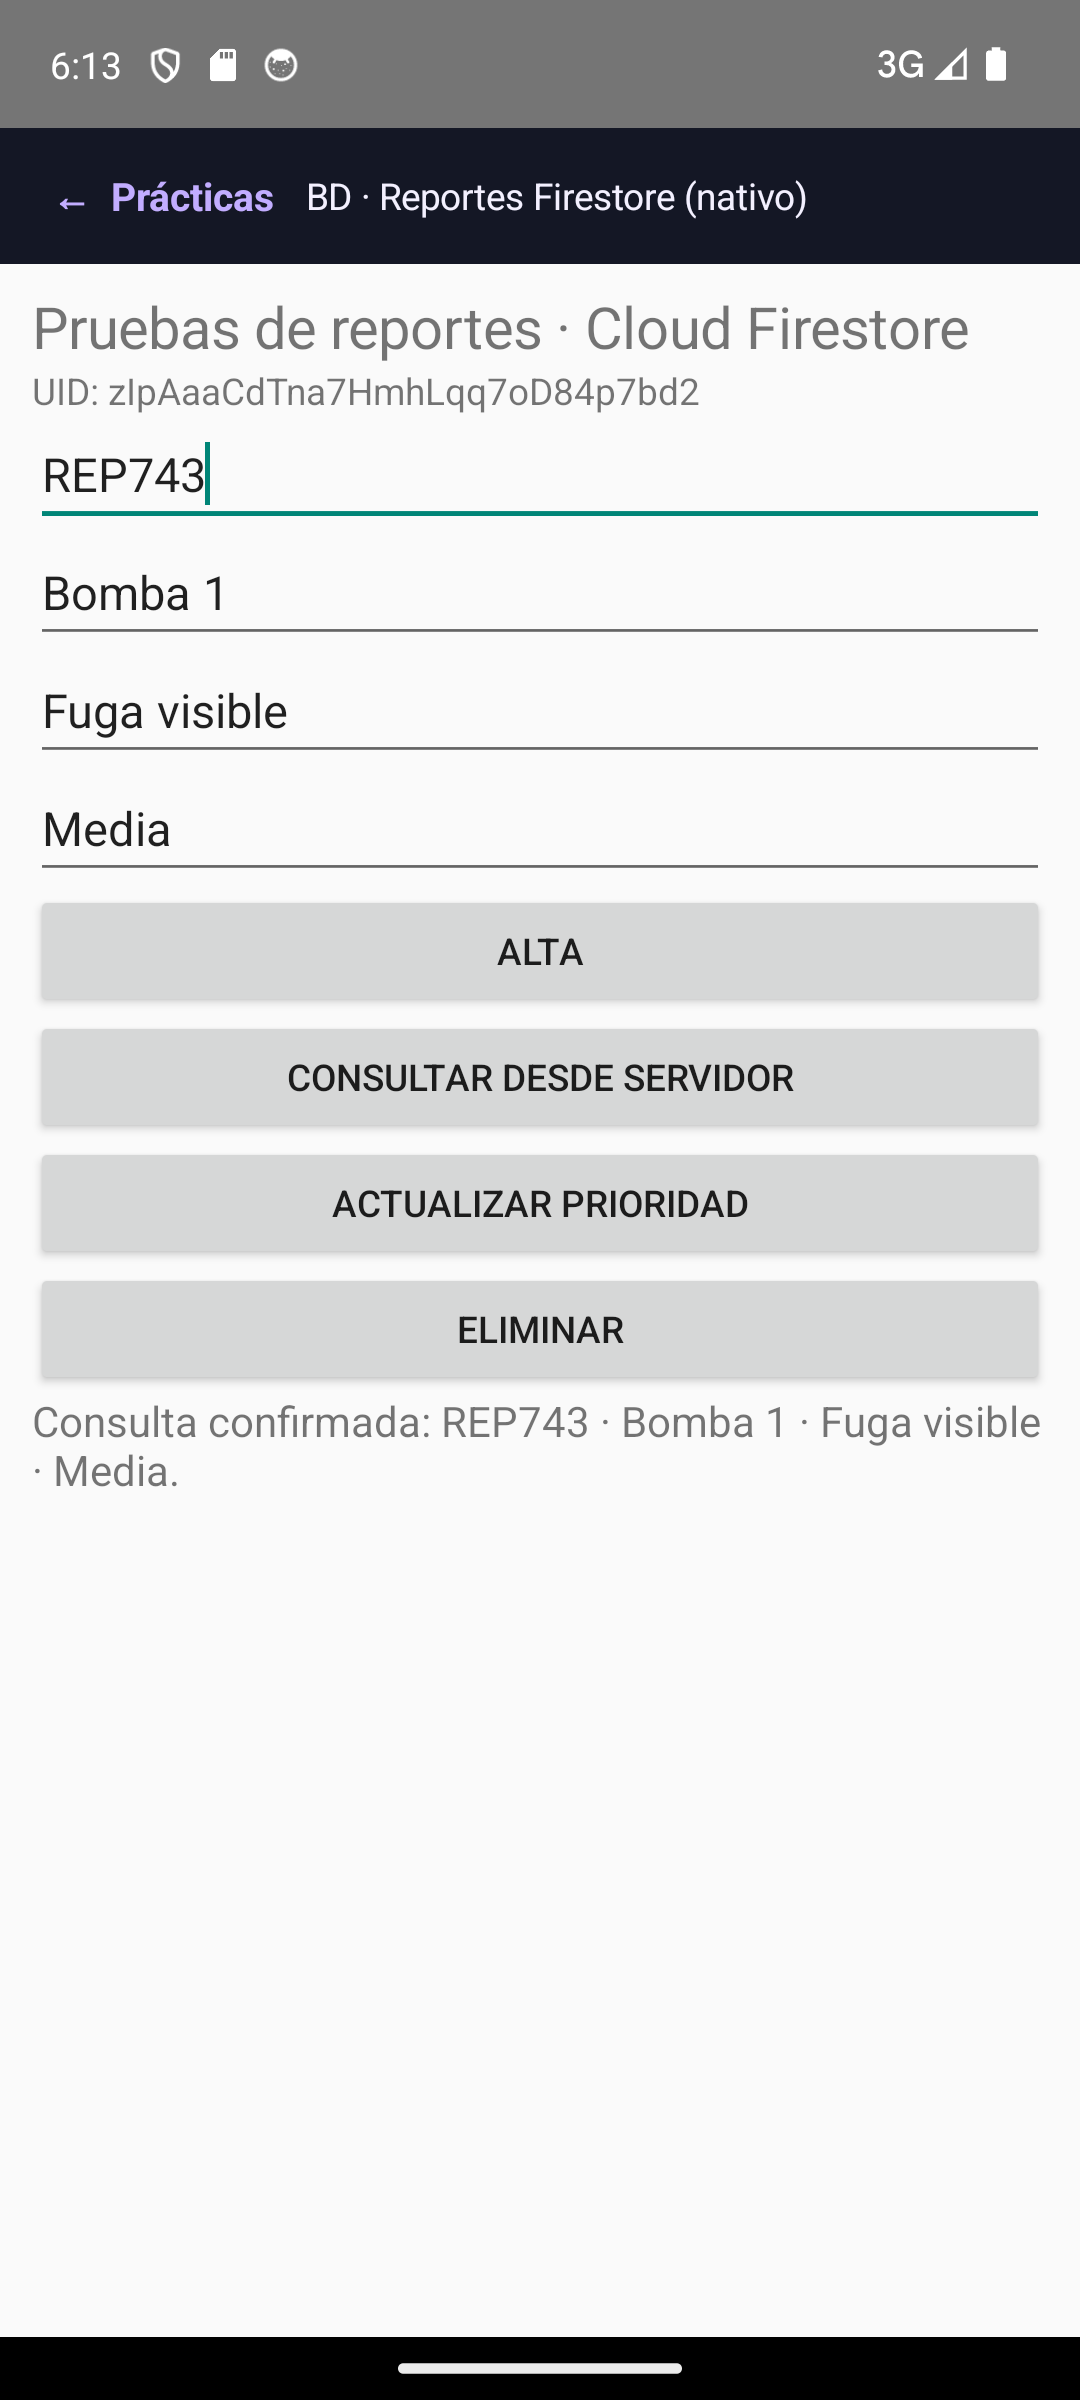 6:13 3G
← Prácticas BD · Reportes Firestore (nativo)
Pruebas de reportes · Cloud Firestore
UID: zIpAaaCdTna7HmhLqq7oD84p7bd2
REP743
Bomba 1
Fuga visible
Media
ALTA
CONSULTAR DESDE SERVIDOR
ACTUALIZAR PRIORIDAD
ELIMINAR
Consulta confirmada: REP743 · Bomba 1 · Fuga visible
· Media.